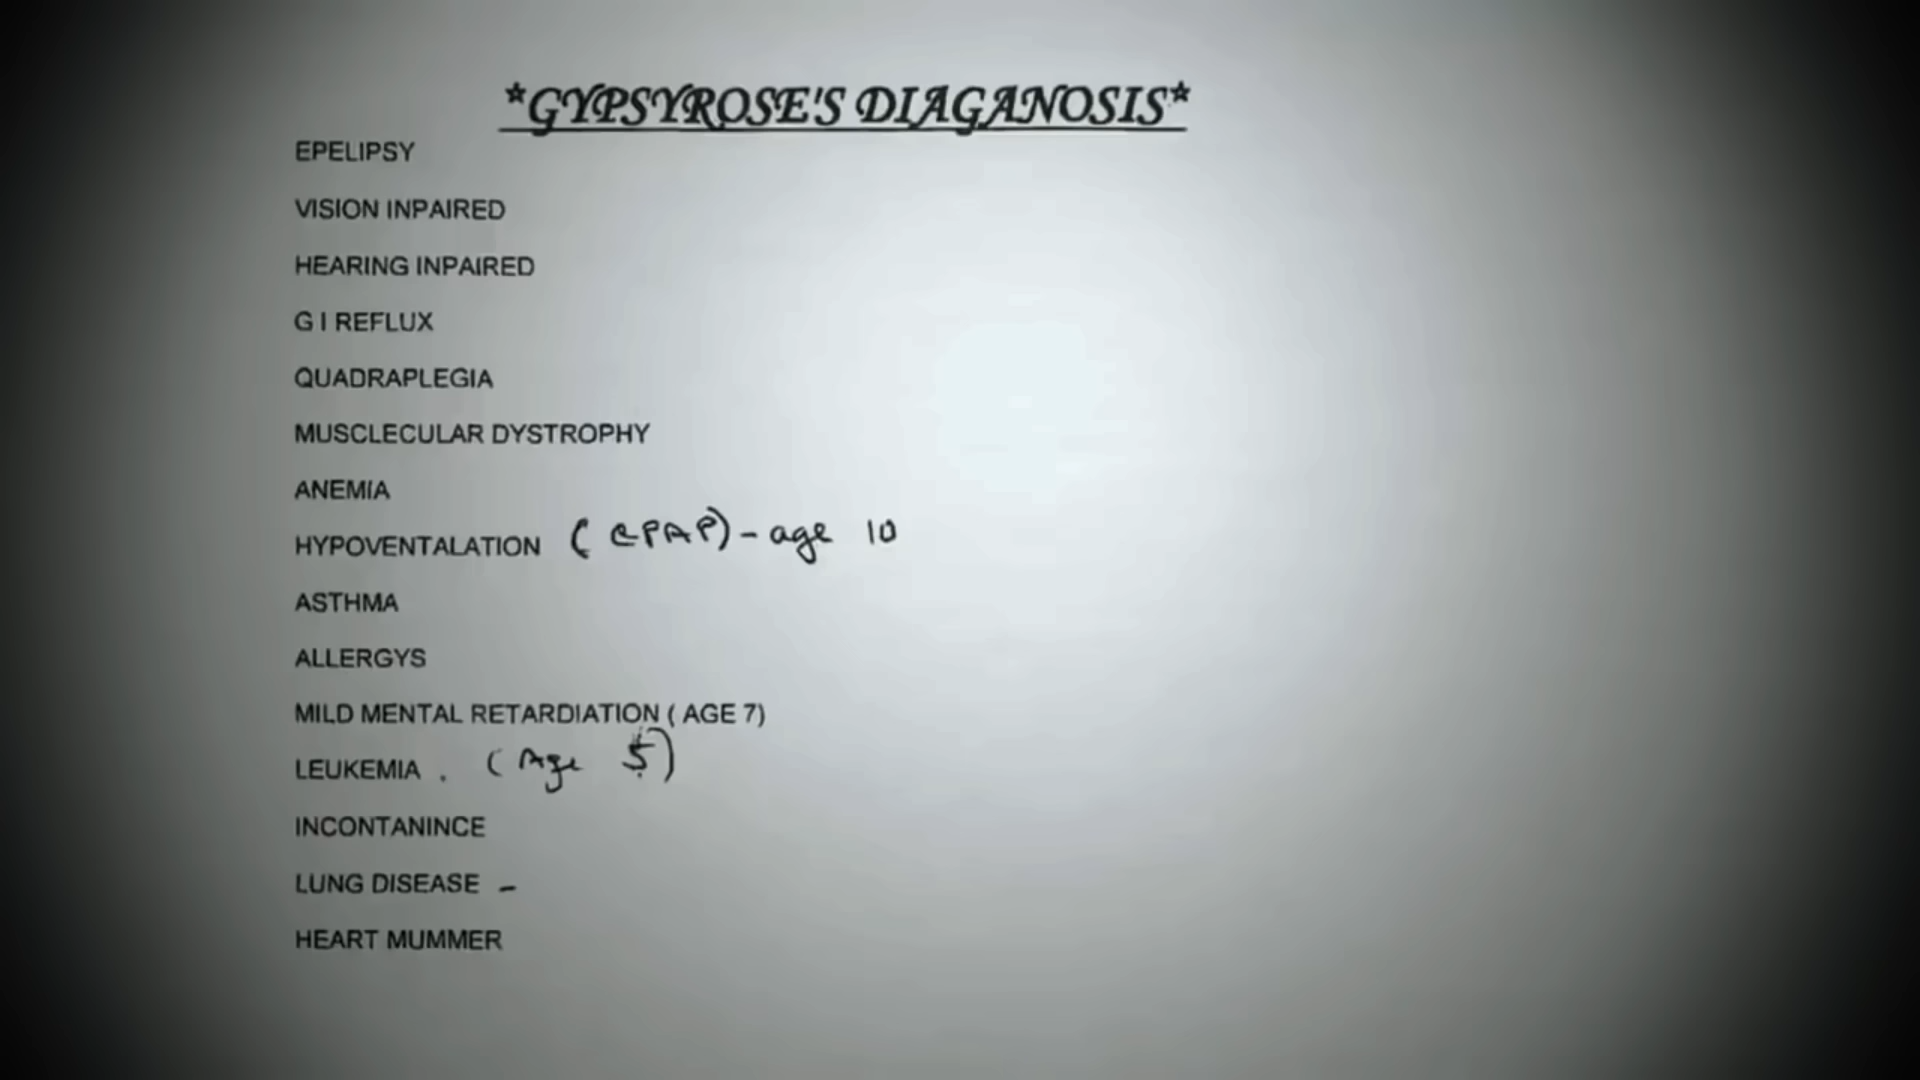 *GYPSYROSE'S DIAGANOSIS*
EPELIPSY
VISION INPAIRED
HEARING INPAIRED
G I REFLUX
QUADRAPLEGIA
MUSCLECULAR DYSTROPHY
ANEMIA
HYPOVENTALATION (CPAP) - age 10
ASTHMA
ALLERGYS
MILD MENTAL RETARDIATION ( AGE 7)
LEUKEMIA . (Age 5)
INCONTANINCE
LUNG DISEASE -
HEART MUMMER